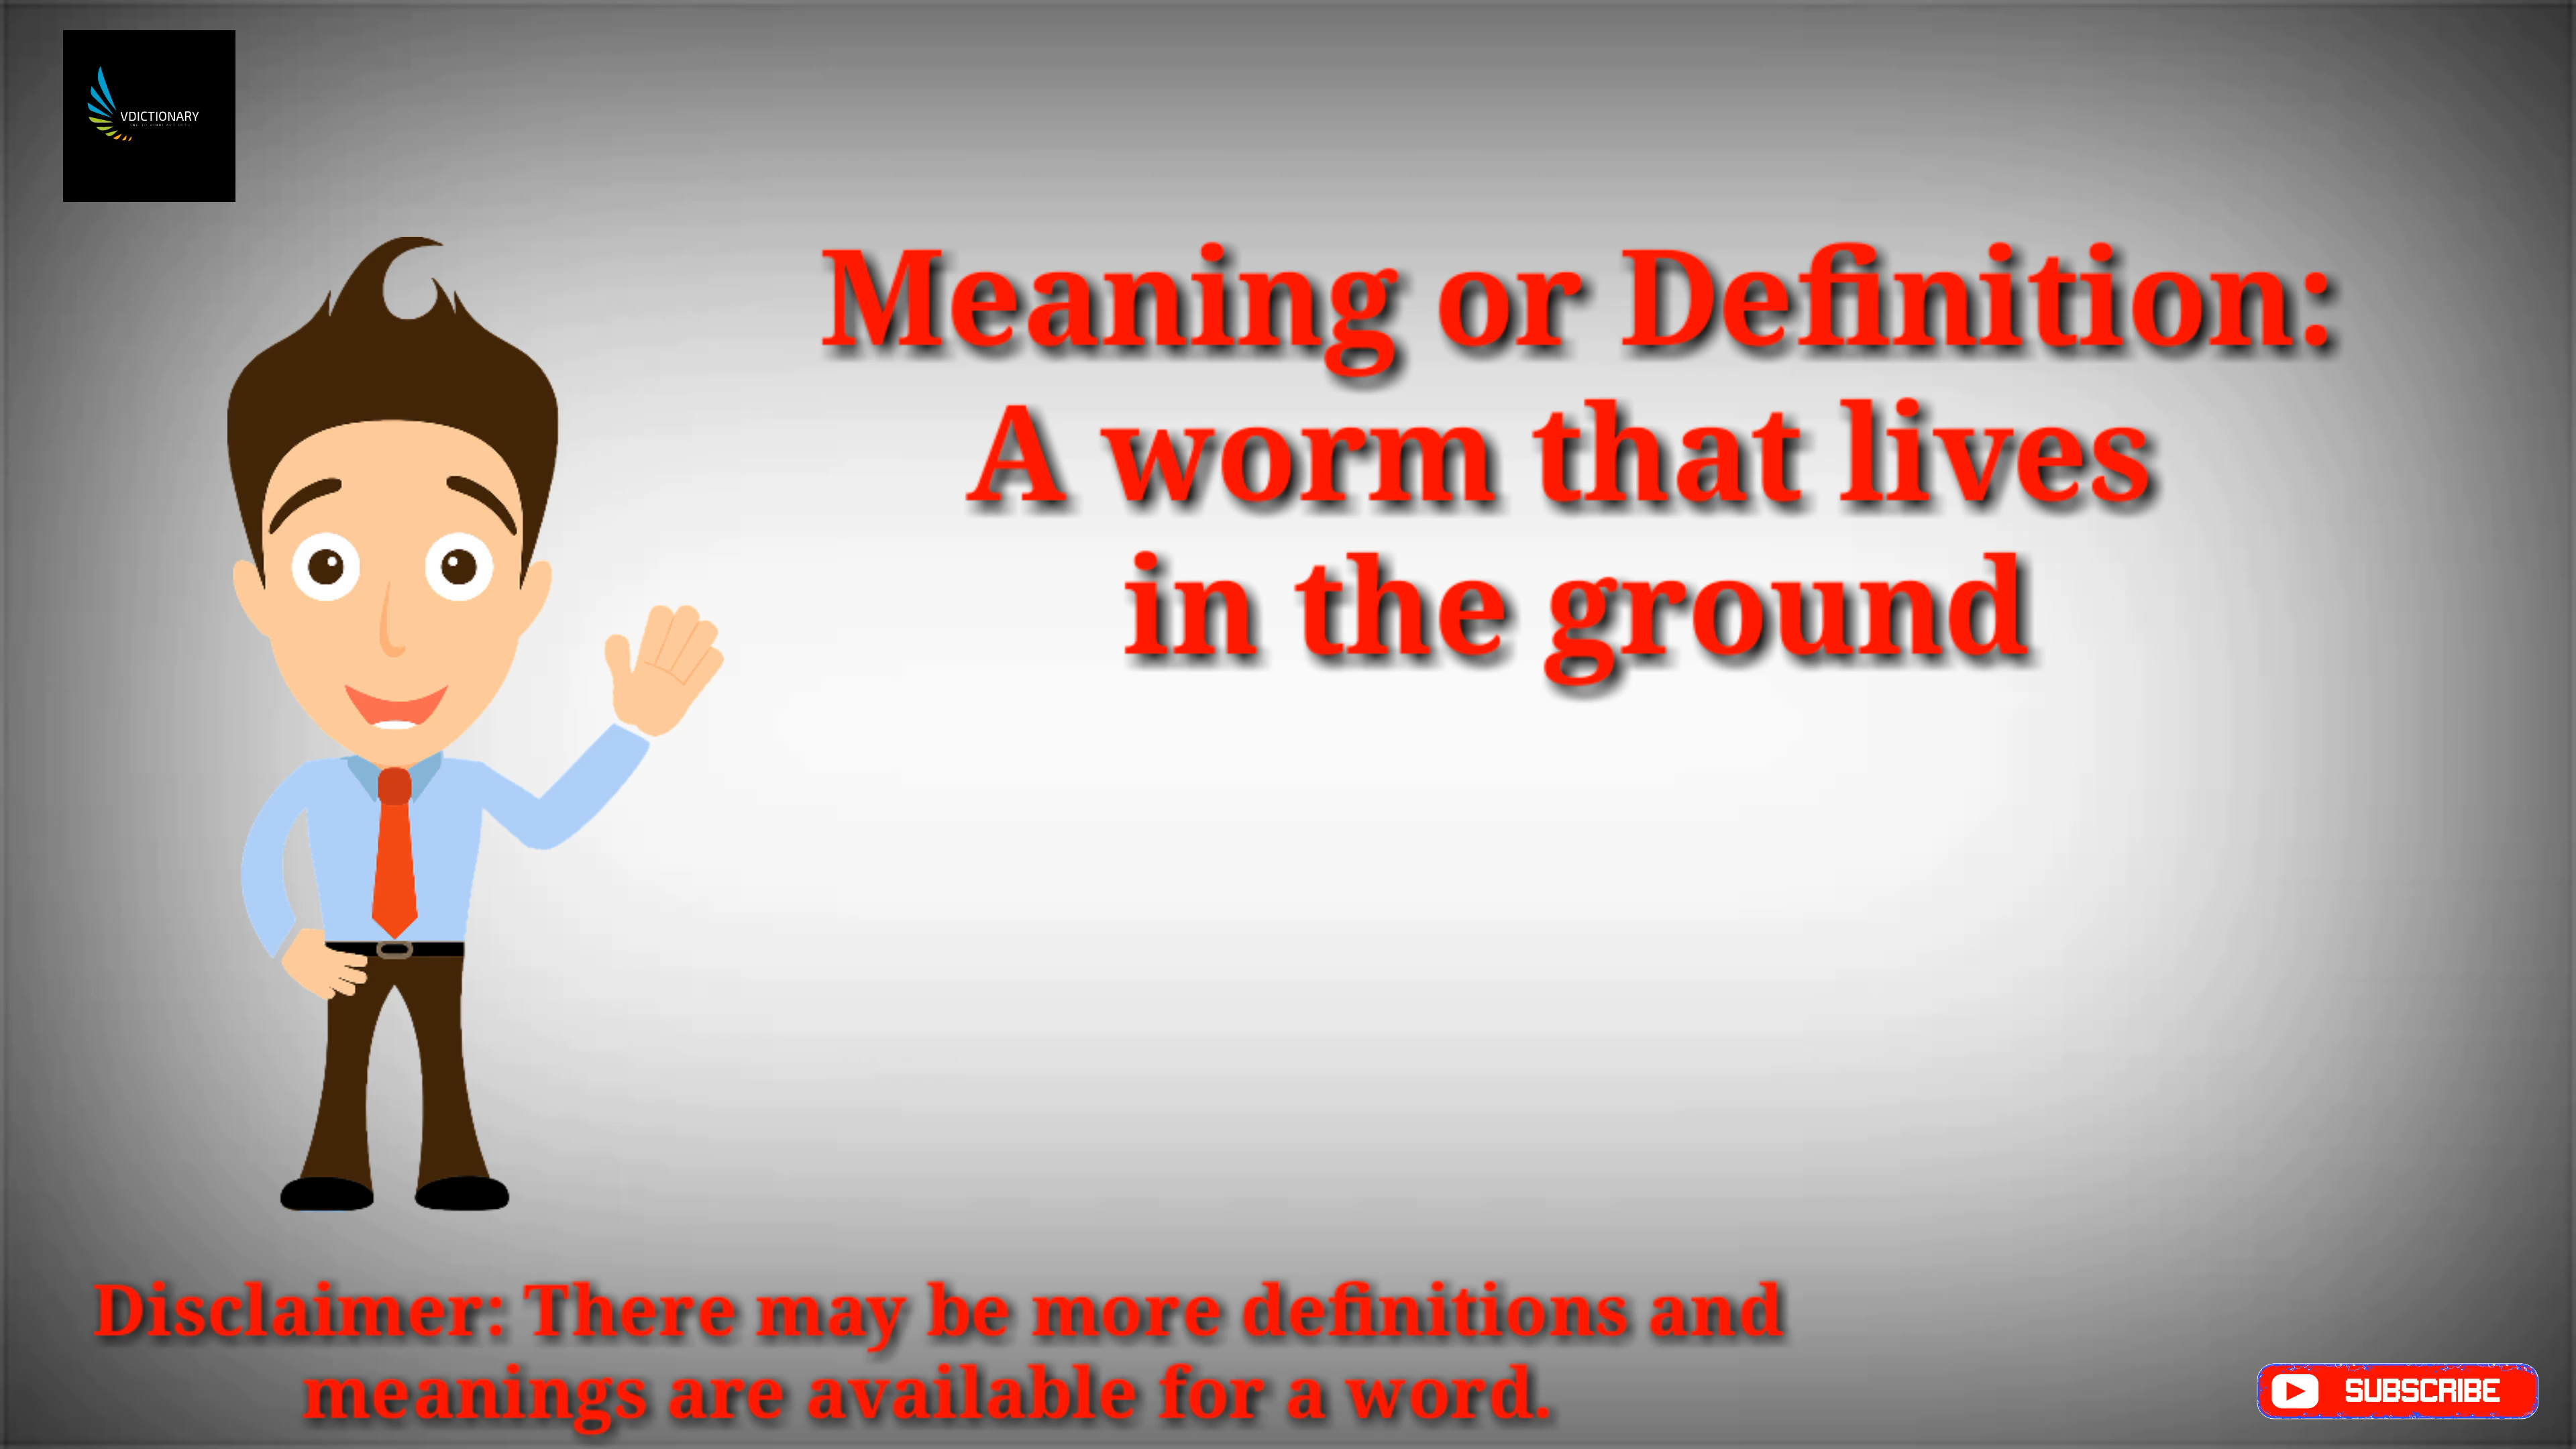 VDICTIONARY
Meaning or Definition:
A worm that lives
in the ground
Disclaimer: There may be more definitions and
meanings are available for a word.
SUBSCRIBE